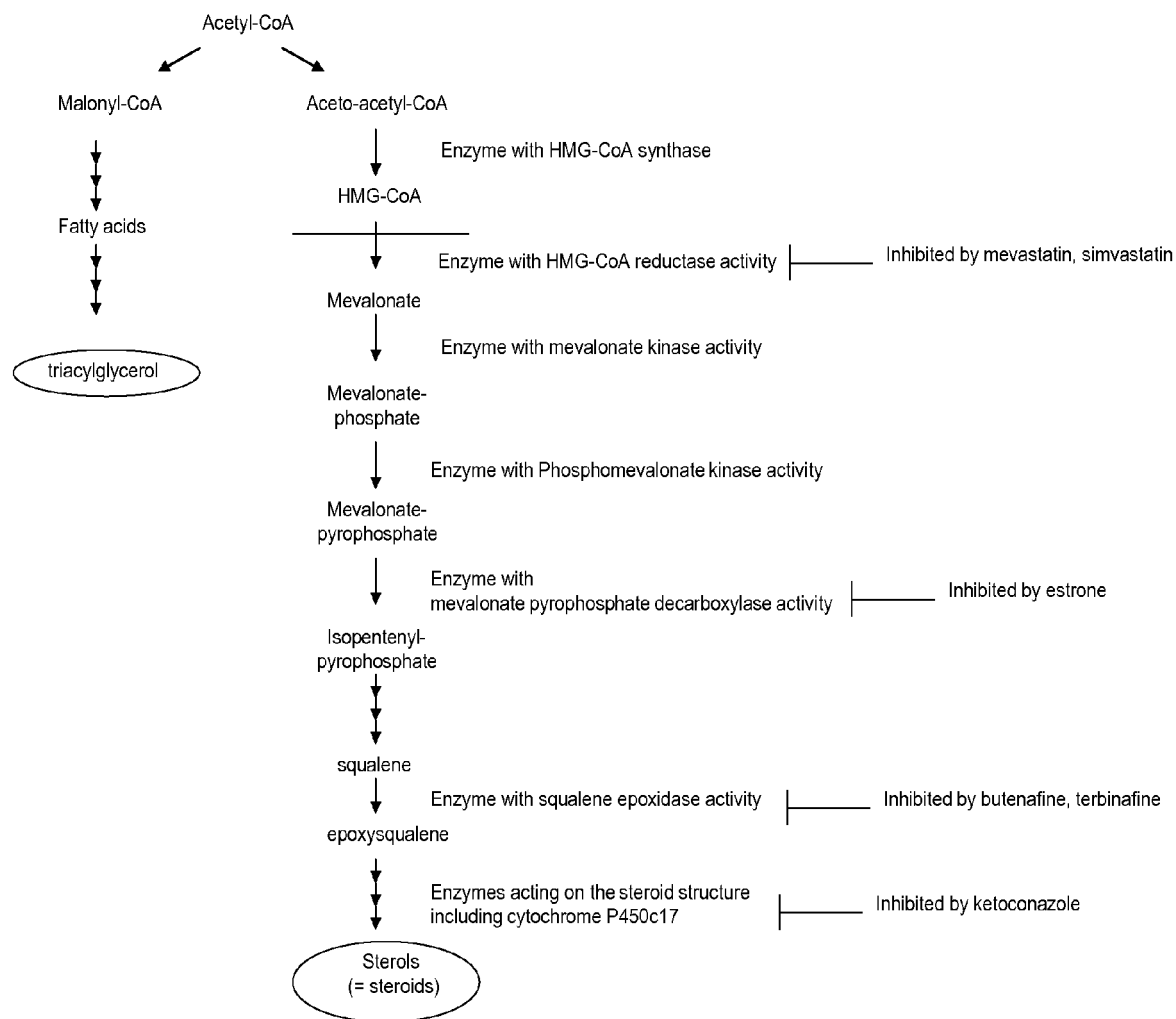 Acetyl-CoA
Malonyl-CoA
Aceto-acetyl-CoA
Enzyme with HMG-CoA synthase
HMG-CoA
Fatty acids
Enzyme with HMG-CoA reductase activity
Inhibited by mevastatin, simvastatin
Mevalonate
Enzyme with mevalonate kinase activity
triacylglycerol
Mevalonate-
phosphate
Enzyme with Phosphomevalonate kinase activity
Mevalonate-
pyrophosphate
Enzyme with
mevalonate pyrophosphate decarboxylase activity
Inhibited by estrone
Isopentenyl-
pyrophosphate
squalene
Enzyme with squalene epoxidase activity
Inhibited by butenafine, terbinafine
epoxysqualene
Enzymes acting on the steroid structure
including cytochrome P450c17
Inhibited by ketoconazole
Sterols
(= steroids)